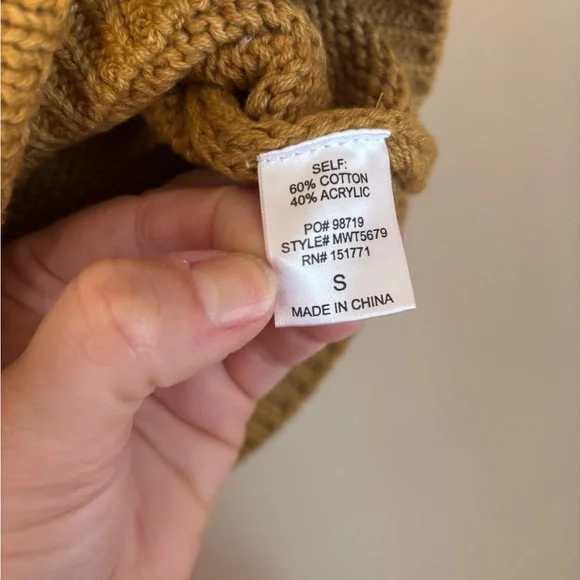 SELF:
60% COTTON
40% ACRYLIC
PO# 98719
STYLE# MWT5679
RN# 151771
S
MADE IN CHINA